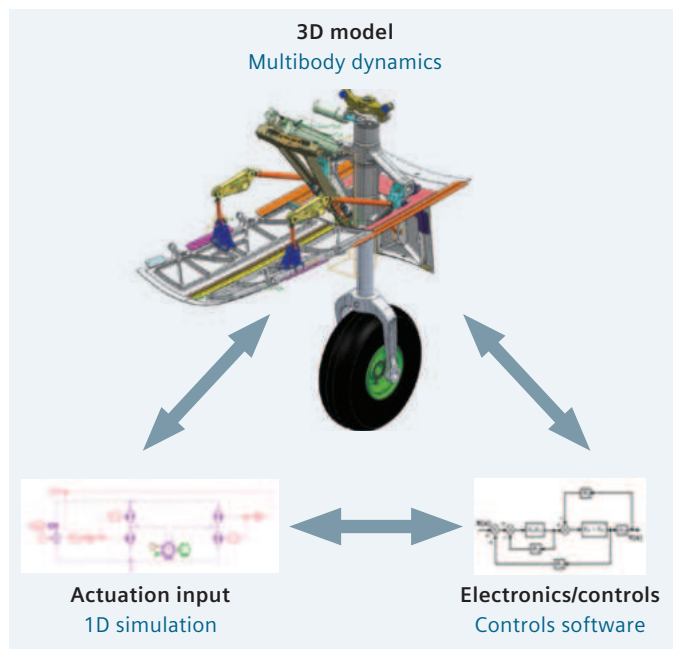 3D model
Multibody dynamics
Actuation input
1D simulation
Electronics/controls
Controls software